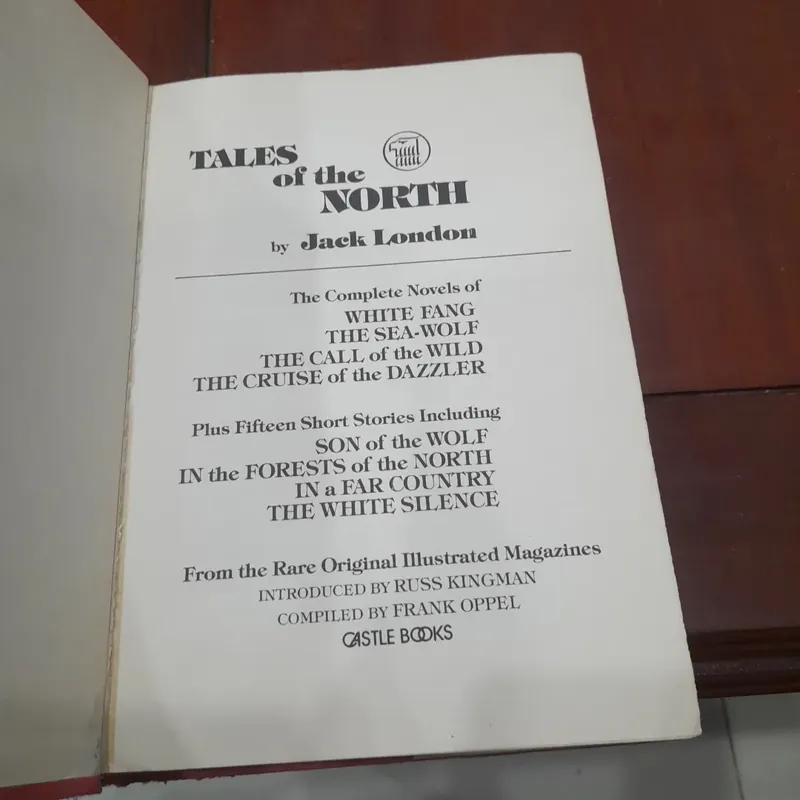 TALES
of the
NORTH
by Jack London
The Complete Novels of
WHITE FANG
THE SEA-WOLF
THE CALL of the WILD
THE CRUISE of the DAZZLER
Plus Fifteen Short Stories Including
SON of the WOLF
IN the FORESTS of the NORTH
IN a FAR COUNTRY
THE WHITE SILENCE
From the Rare Original Illustrated Magazines
INTRODUCED BY RUSS KINGMAN
COMPILED BY FRANK OPPEL
CASTLE BOOKS